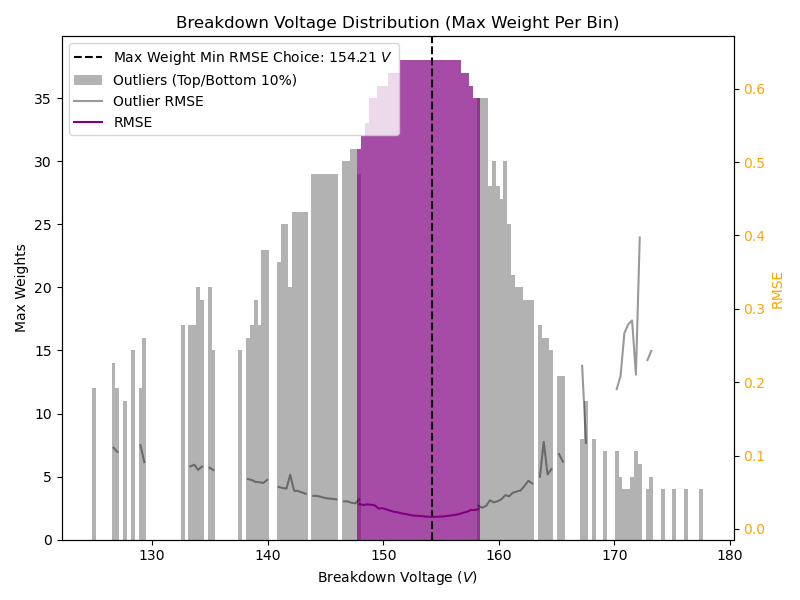 Breakdown Voltage Distribution (Max Weight Per Bin)
Max Weight Min RMSE Choice: 154.21 V
Outliers (Top/Bottom 10%)
Outlier RMSE
RMSE
Max Weights
0
5
10
15
20
25
30
35
130
140
150
160
170
180
Breakdown Voltage (V)
0.0
0.1
0.2
0.3
0.4
0.5
0.6
RMSE